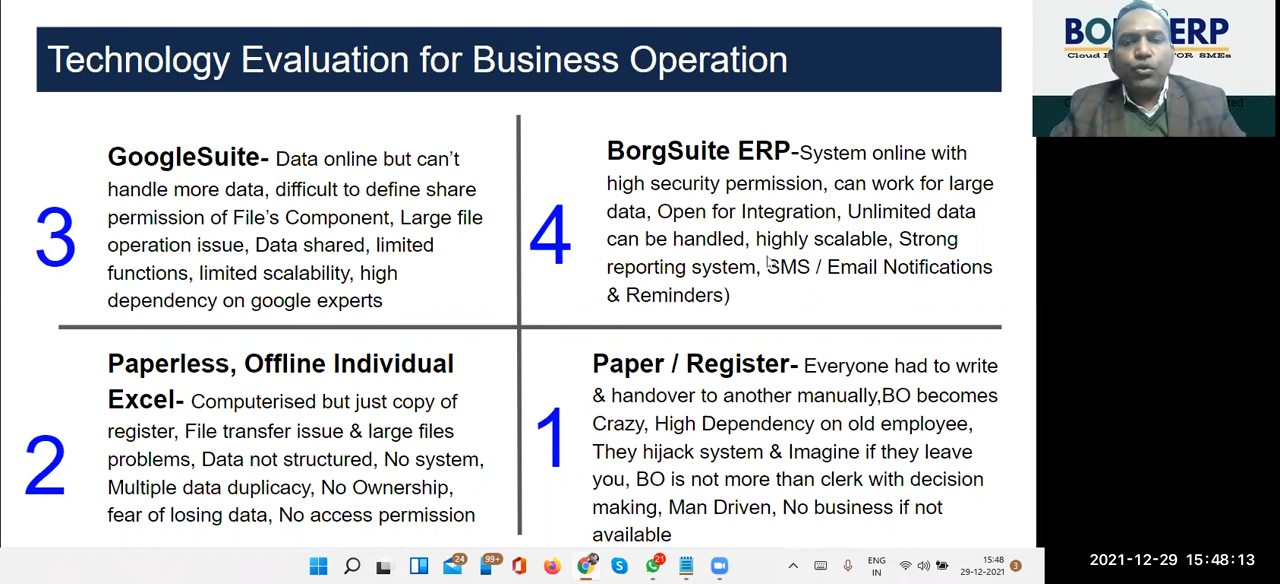 Technology Evaluation for Business Operation
3
GoogleSuite- Data online but can't
handle more data, difficult to define share
permission of File's Component, Large file
operation issue, Data shared, limited
functions, limited scalability, high
dependency on google experts
4
BorgSuite ERP-System online with
high security permission, can work for large
data, Open for Integration, Unlimited data
can be handled, highly scalable, Strong
reporting system, SMS / Email Notifications
& Reminders)
2
Paperless, Offline Individual
Excel- Computerised but just copy of
register, File transfer issue & large files
problems, Data not structured, No system,
Multiple data duplicacy, No Ownership,
fear of losing data, No access permission
1
Paper / Register- Everyone had to write
& handover to another manually,BO becomes
Crazy, High Dependency on old employee,
They hijack system & Imagine if they leave
you, BO is not more than clerk with decision
making, Man Driven, No business if not
available
ERP
Cloud
SMEs
24
99+
21
ENG
IN
15:48
29-12-2021
3
2021-12-29 15:48:13